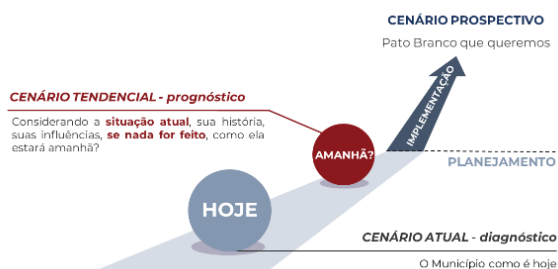 CENÁRIO PROSPECTIVO
Pato Branco que queremos
CENÁRIO TENDENCIAL - prognóstico
Considerando a situação atual, sua história,
suas influências, se nada for feito, como ela
estará amanhã?
IMPLEMENTAÇÃO
AMANHÃ?
PLANEJAMENTO
HOJE
CENÁRIO ATUAL - diagnóstico
O Município como é hoje